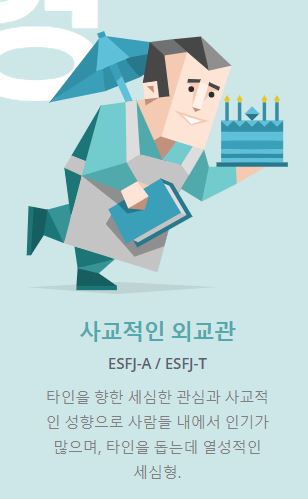 형
사교적인 외교관
ESFJ-A / ESFJ-T
타인을 향한 세심한 관심과 사교적
인 성향으로 사람들 내에서 인기가
많으며, 타인을 돕는데 열성적인
세심형.